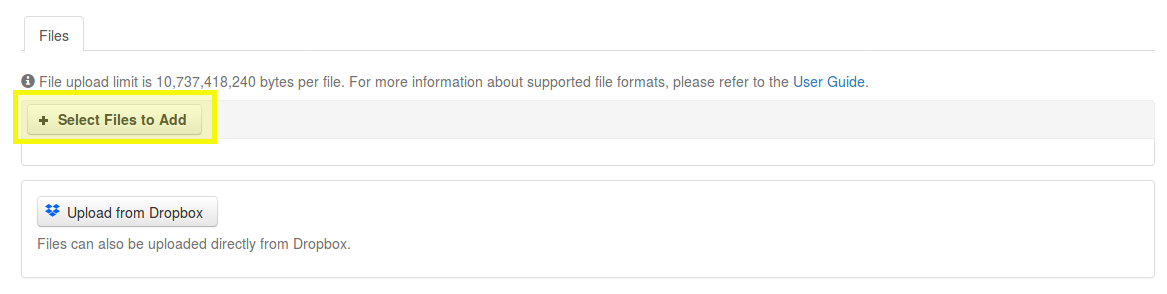 Files
File upload limit is 10,737,418,240 bytes per file. For more information about supported file formats, please refer to the User Guide.
+ Select Files to Add
Upload from Dropbox
Files can also be uploaded directly from Dropbox.